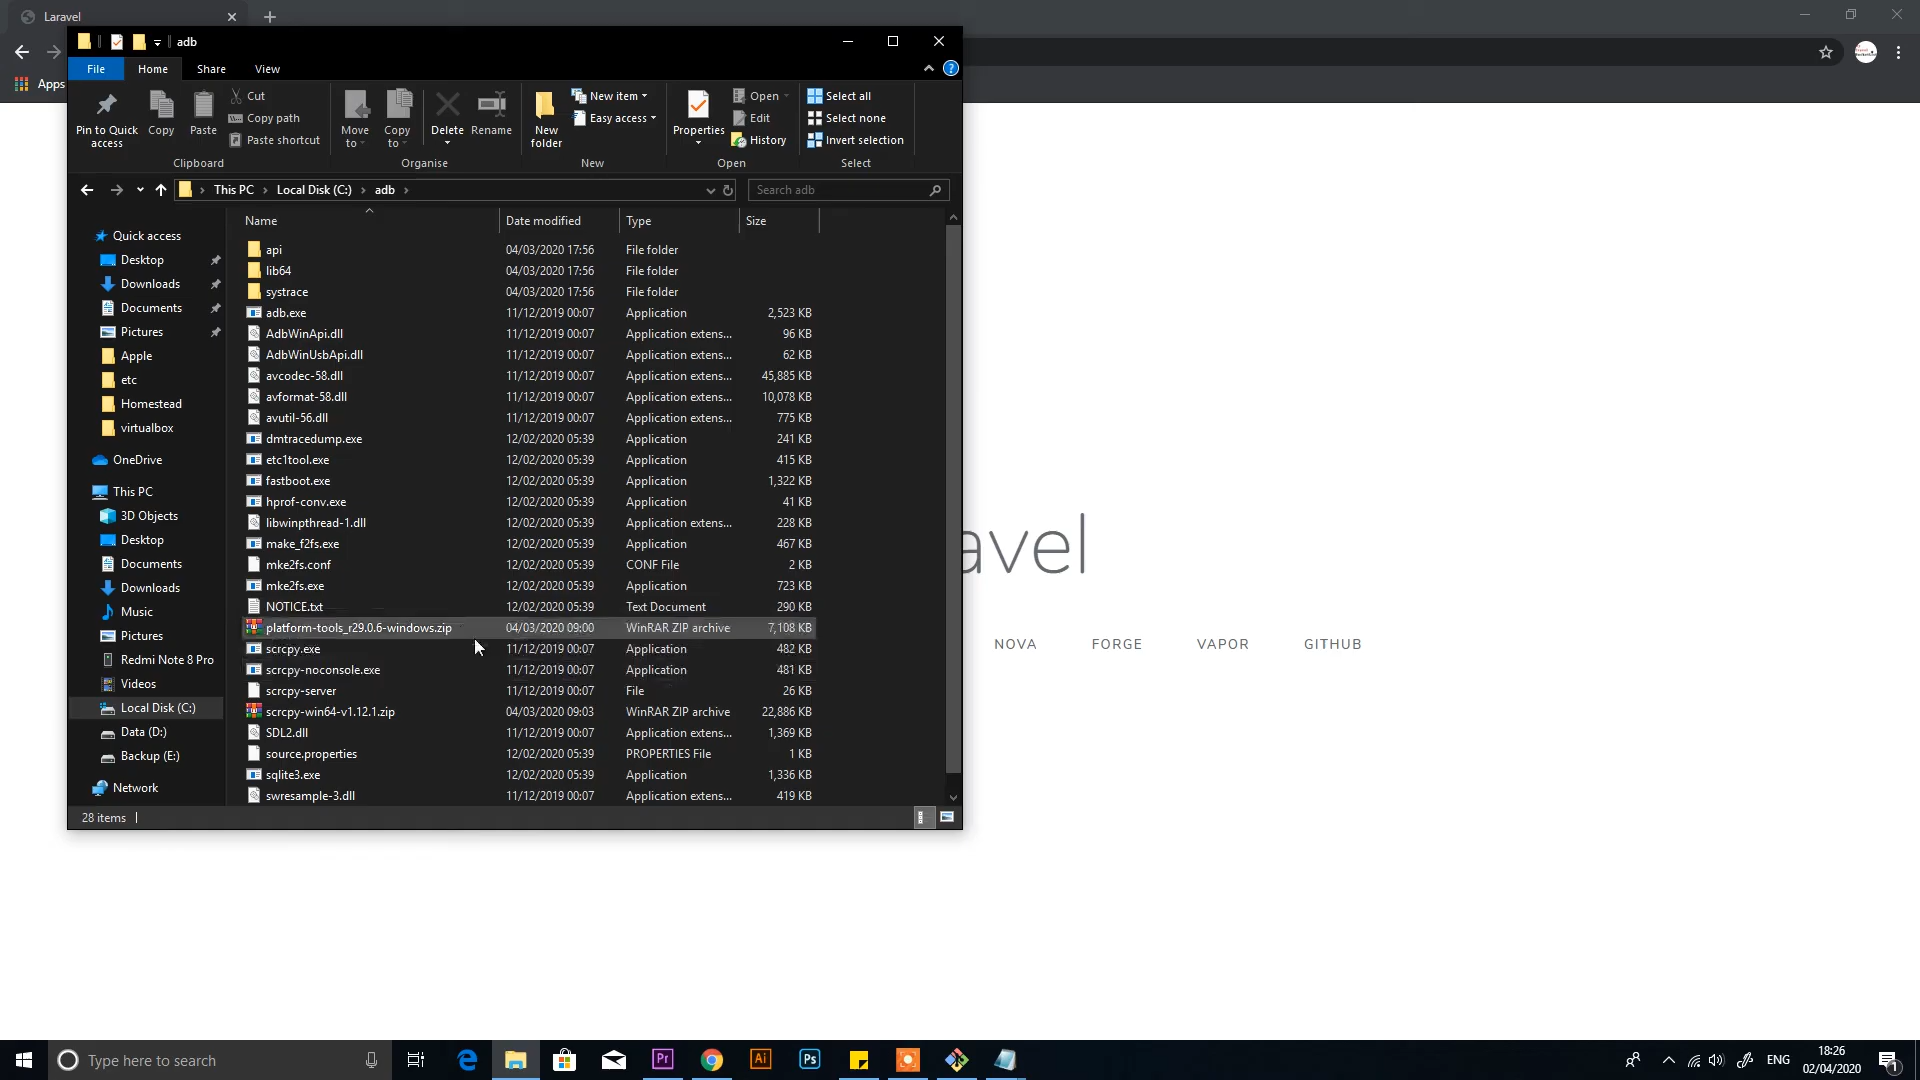 Laravel
adb
File Home Share View
Apps
Pin to Quick access
Copy
Paste
Cut
Copy path
Paste shortcut
Clipboard
Move to
Copy to
Delete
Rename
Organise
New folder
New item
Easy access
New
Properties
Open
Edit
History
Open
Select all
Select none
Invert selection
Select
This PC Local Disk (C:) adb
Search adb
Name Date modified Type Size
Quick access
Desktop
Downloads
Documents
Pictures
Apple
etc
Homestead
virtualbox
OneDrive
This PC
3D Objects
Desktop
Documents
Downloads
Music
Pictures
Redmi Note 8 Pro
Videos
Local Disk (C:)
Data (D:)
Backup (E:)
Network
api 04/03/2020 17:56 File folder
lib64 04/03/2020 17:56 File folder
systrace 04/03/2020 17:56 File folder
adb.exe 11/12/2019 00:07 Application 2,523 KB
AdbWinApi.dll 11/12/2019 00:07 Application extens... 96 KB
AdbWinUsbApi.dll 11/12/2019 00:07 Application extens... 62 KB
avcodec-58.dll 11/12/2019 00:07 Application extens... 45,885 KB
avformat-58.dll 11/12/2019 00:07 Application extens... 10,078 KB
avutil-56.dll 11/12/2019 00:07 Application extens... 775 KB
dmtracedump.exe 12/02/2020 05:39 Application 241 KB
etc1tool.exe 12/02/2020 05:39 Application 415 KB
fastboot.exe 12/02/2020 05:39 Application 1,322 KB
hprof-conv.exe 12/02/2020 05:39 Application 41 KB
libwinpthread-1.dll 12/02/2020 05:39 Application extens... 228 KB
make_f2fs.exe 12/02/2020 05:39 Application 467 KB
mke2fs.conf 12/02/2020 05:39 CONF File 2 KB
mke2fs.exe 12/02/2020 05:39 Application 723 KB
NOTICE.txt 12/02/2020 05:39 Text Document 290 KB
platform-tools_r29.0.6-windows.zip 04/03/2020 09:00 WinRAR ZIP archive 7,108 KB
scrcpy.exe 11/12/2019 00:07 Application 482 KB
scrcpy-noconsole.exe 11/12/2019 00:07 Application 481 KB
scrcpy-server 11/12/2019 00:07 File 26 KB
scrcpy-win64-v1.12.1.zip 04/03/2020 09:03 WinRAR ZIP archive 22,886 KB
SDL2.dll 11/12/2019 00:07 Application extens... 1,369 KB
source.properties 12/02/2020 05:39 PROPERTIES File 1 KB
sqlite3.exe 12/02/2020 05:39 Application 1,336 KB
swresample-3.dll 11/12/2019 00:07 Application extens... 419 KB
28 items
avel
NOVA FORGE VAPOR GITHUB
Type here to search
Pr
Ai
Ps
ENG
18:26
02/04/2020
1